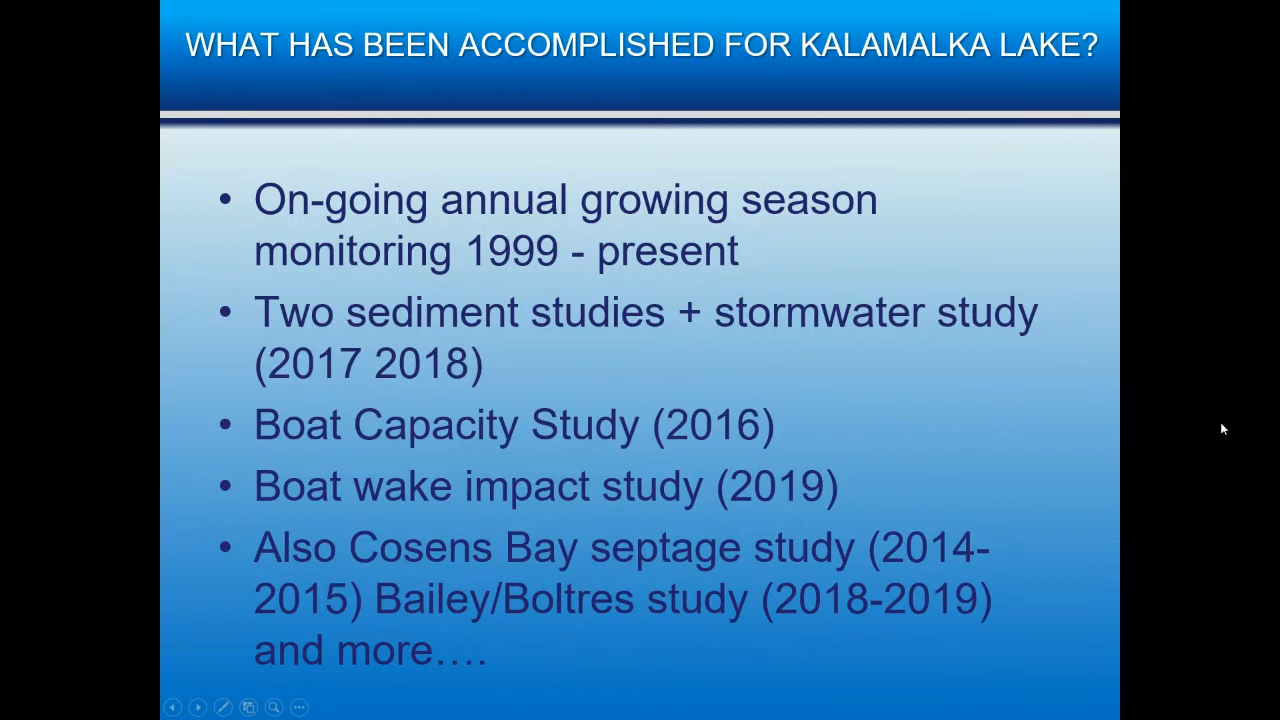 WHAT HAS BEEN ACCOMPLISHED FOR KALAMALKA LAKE?
• On-going annual growing season
monitoring 1999 - present
• Two sediment studies + stormwater study
(2017 2018)
• Boat Capacity Study (2016)
• Boat wake impact study (2019)
• Also Cosens Bay septage study (2014-
2015) Bailey/Boltres study (2018-2019)
and more….